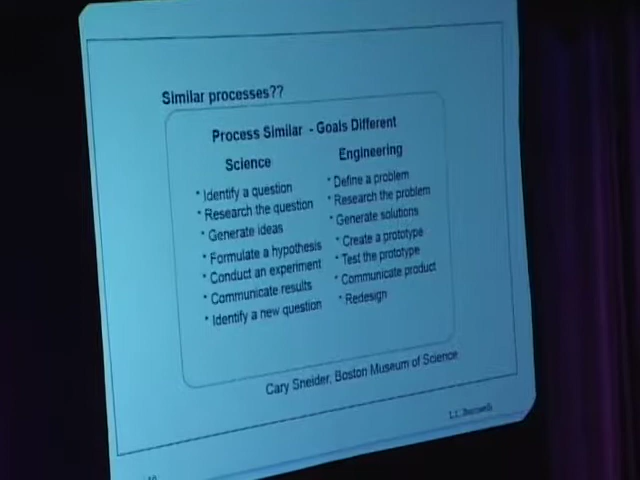 Similar processes??
Process Similar - Goals Different
Science
• Identify a question
• Research the question
• Generate ideas
• Formulate a hypothesis
• Conduct an experiment
• Communicate results
• Identify a new question
Engineering
• Define a problem
• Research the problem
• Generate solutions
• Create a prototype
• Test the prototype
• Communicate product
• Redesign
Cary Sneider, Boston Museum of Science